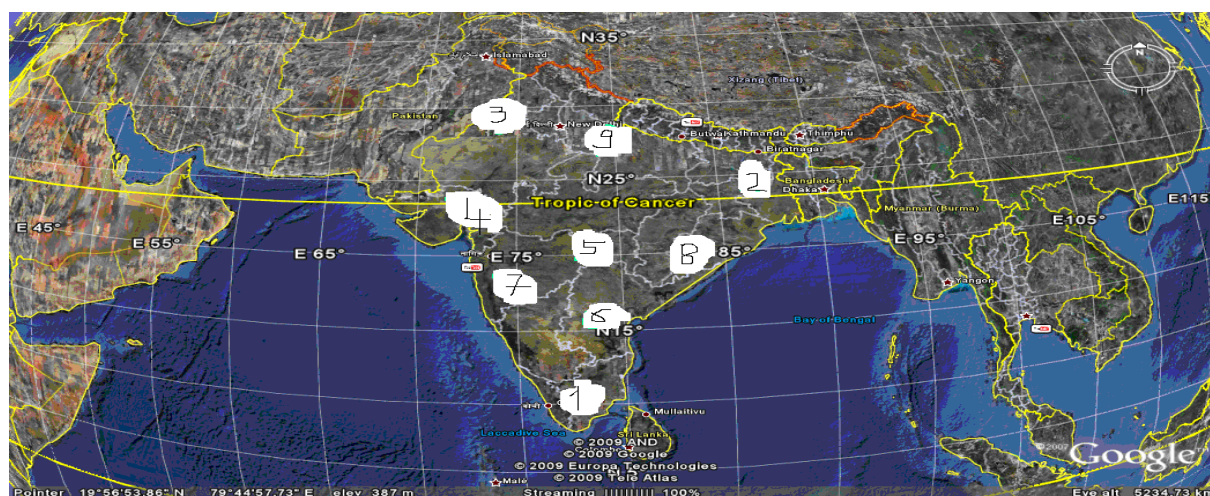 N35°
Islamabad
Xizang (Tibet)
N
3
Pakistan
New Delhi
9
Butwal
Kathmandu
Thimphu
Biratnagar
2
Bangladesh
Dhaka
N25°
Tropic of Cancer
4
Myanmar (Burma)
E 45°
E 55°
E 65°
E 75°
5
85°
E 95°
E105°
E115
7
Yangon
N15°
Bay of Bengal
1
Mullaitivu
Laccadive Sea
Sri Lanka
© 2009 AND
© 2009 Google
© 2009 Europa Technologies
© 2009 Tele Atlas
Male
©2007 Google
Pointer 19°56'53.86" N 79°44'57.73" E elev 387 m
Streaming |||||||||| 100%
Eye alt 5234.73 km